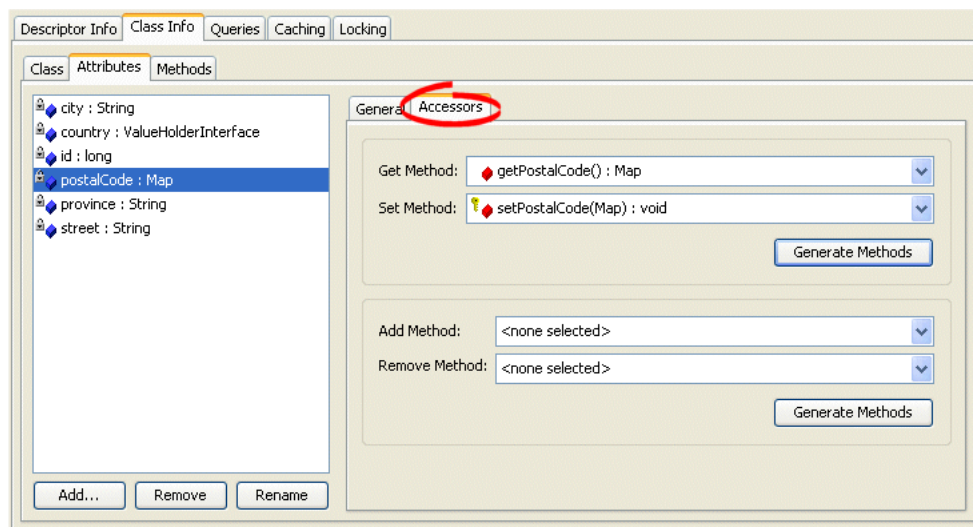 Descriptor Info Class Info Queries Caching Locking
Class Attributes Methods
city : String
country : ValueHolderInterface
id : long
postalCode : Map
province : String
street : String
Add... Remove Rename
Genera Accessors
Get Method: getPostalCode() : Map
Set Method: setPostalCode(Map) : void
Generate Methods
Add Method: <none selected>
Remove Method: <none selected>
Generate Methods